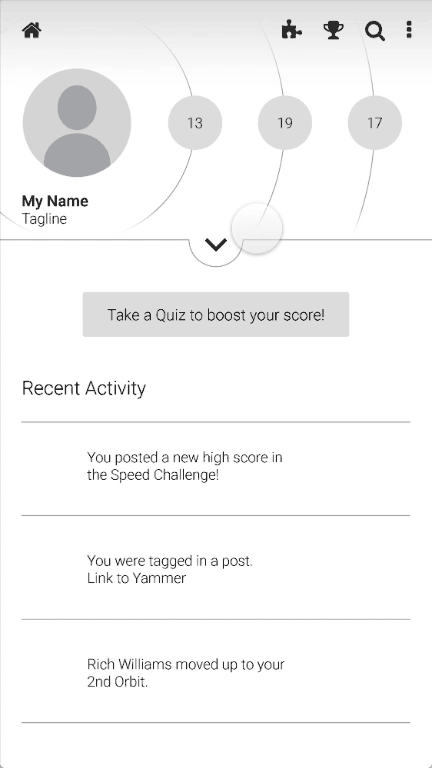 13
19
17
My Name
Tagline
Take a Quiz to boost your score!
Recent Activity
You posted a new high score in
the Speed Challenge!
You were tagged in a post.
Link to Yammer
Rich Williams moved up to your
2nd Orbit.